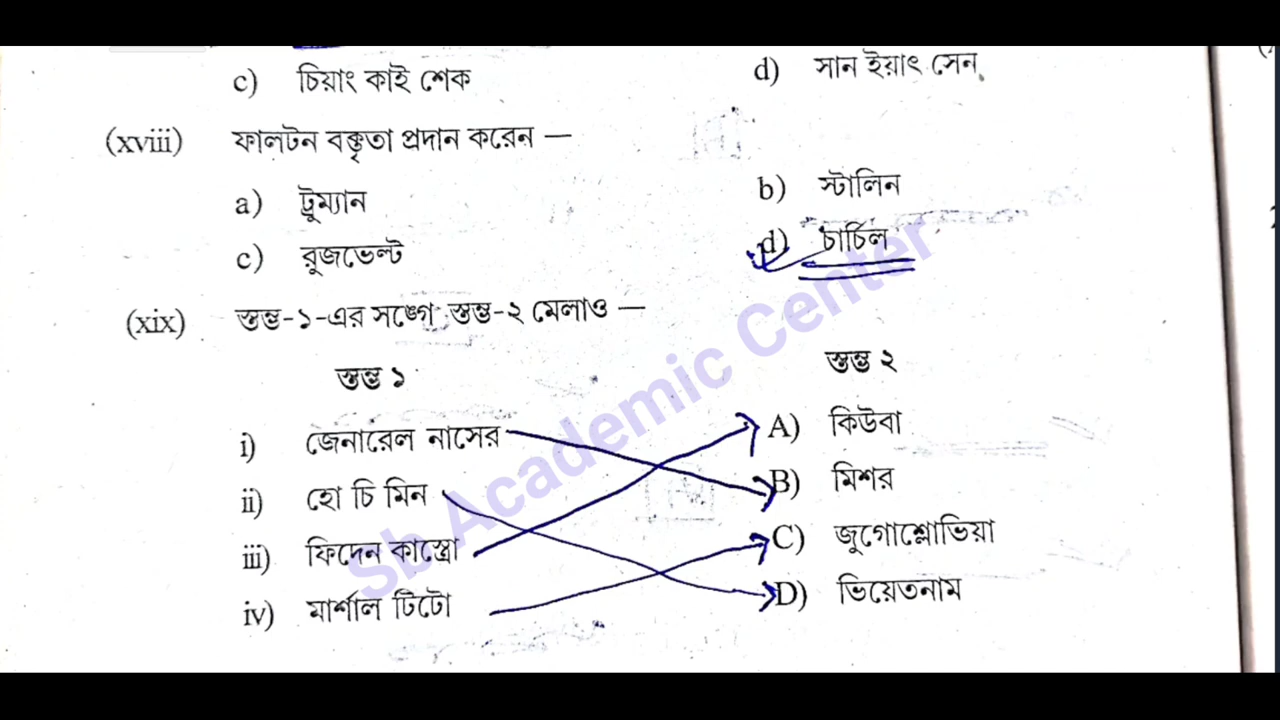 c) চিয়াং কাই শেক d) সান ইয়াৎ সেন
(xviii) ফালটন বক্তৃতা প্রদান করেন —
a) ট্রুম্যান b) স্টালিন
c) রুজভেল্ট d) চার্চিল
(xix) স্তম্ভ-১-এর সঙ্গে স্তম্ভ-২ মেলাও —
স্তম্ভ ১ স্তম্ভ ২
i) জেনারেল নাসের A) কিউবা
ii) হো চি মিন B) মিশর
iii) ফিদেন কাস্ত্রো C) জুগোশ্লোভিয়া
iv) মার্শাল টিটো D) ভিয়েতনাম
Sb Academic Center